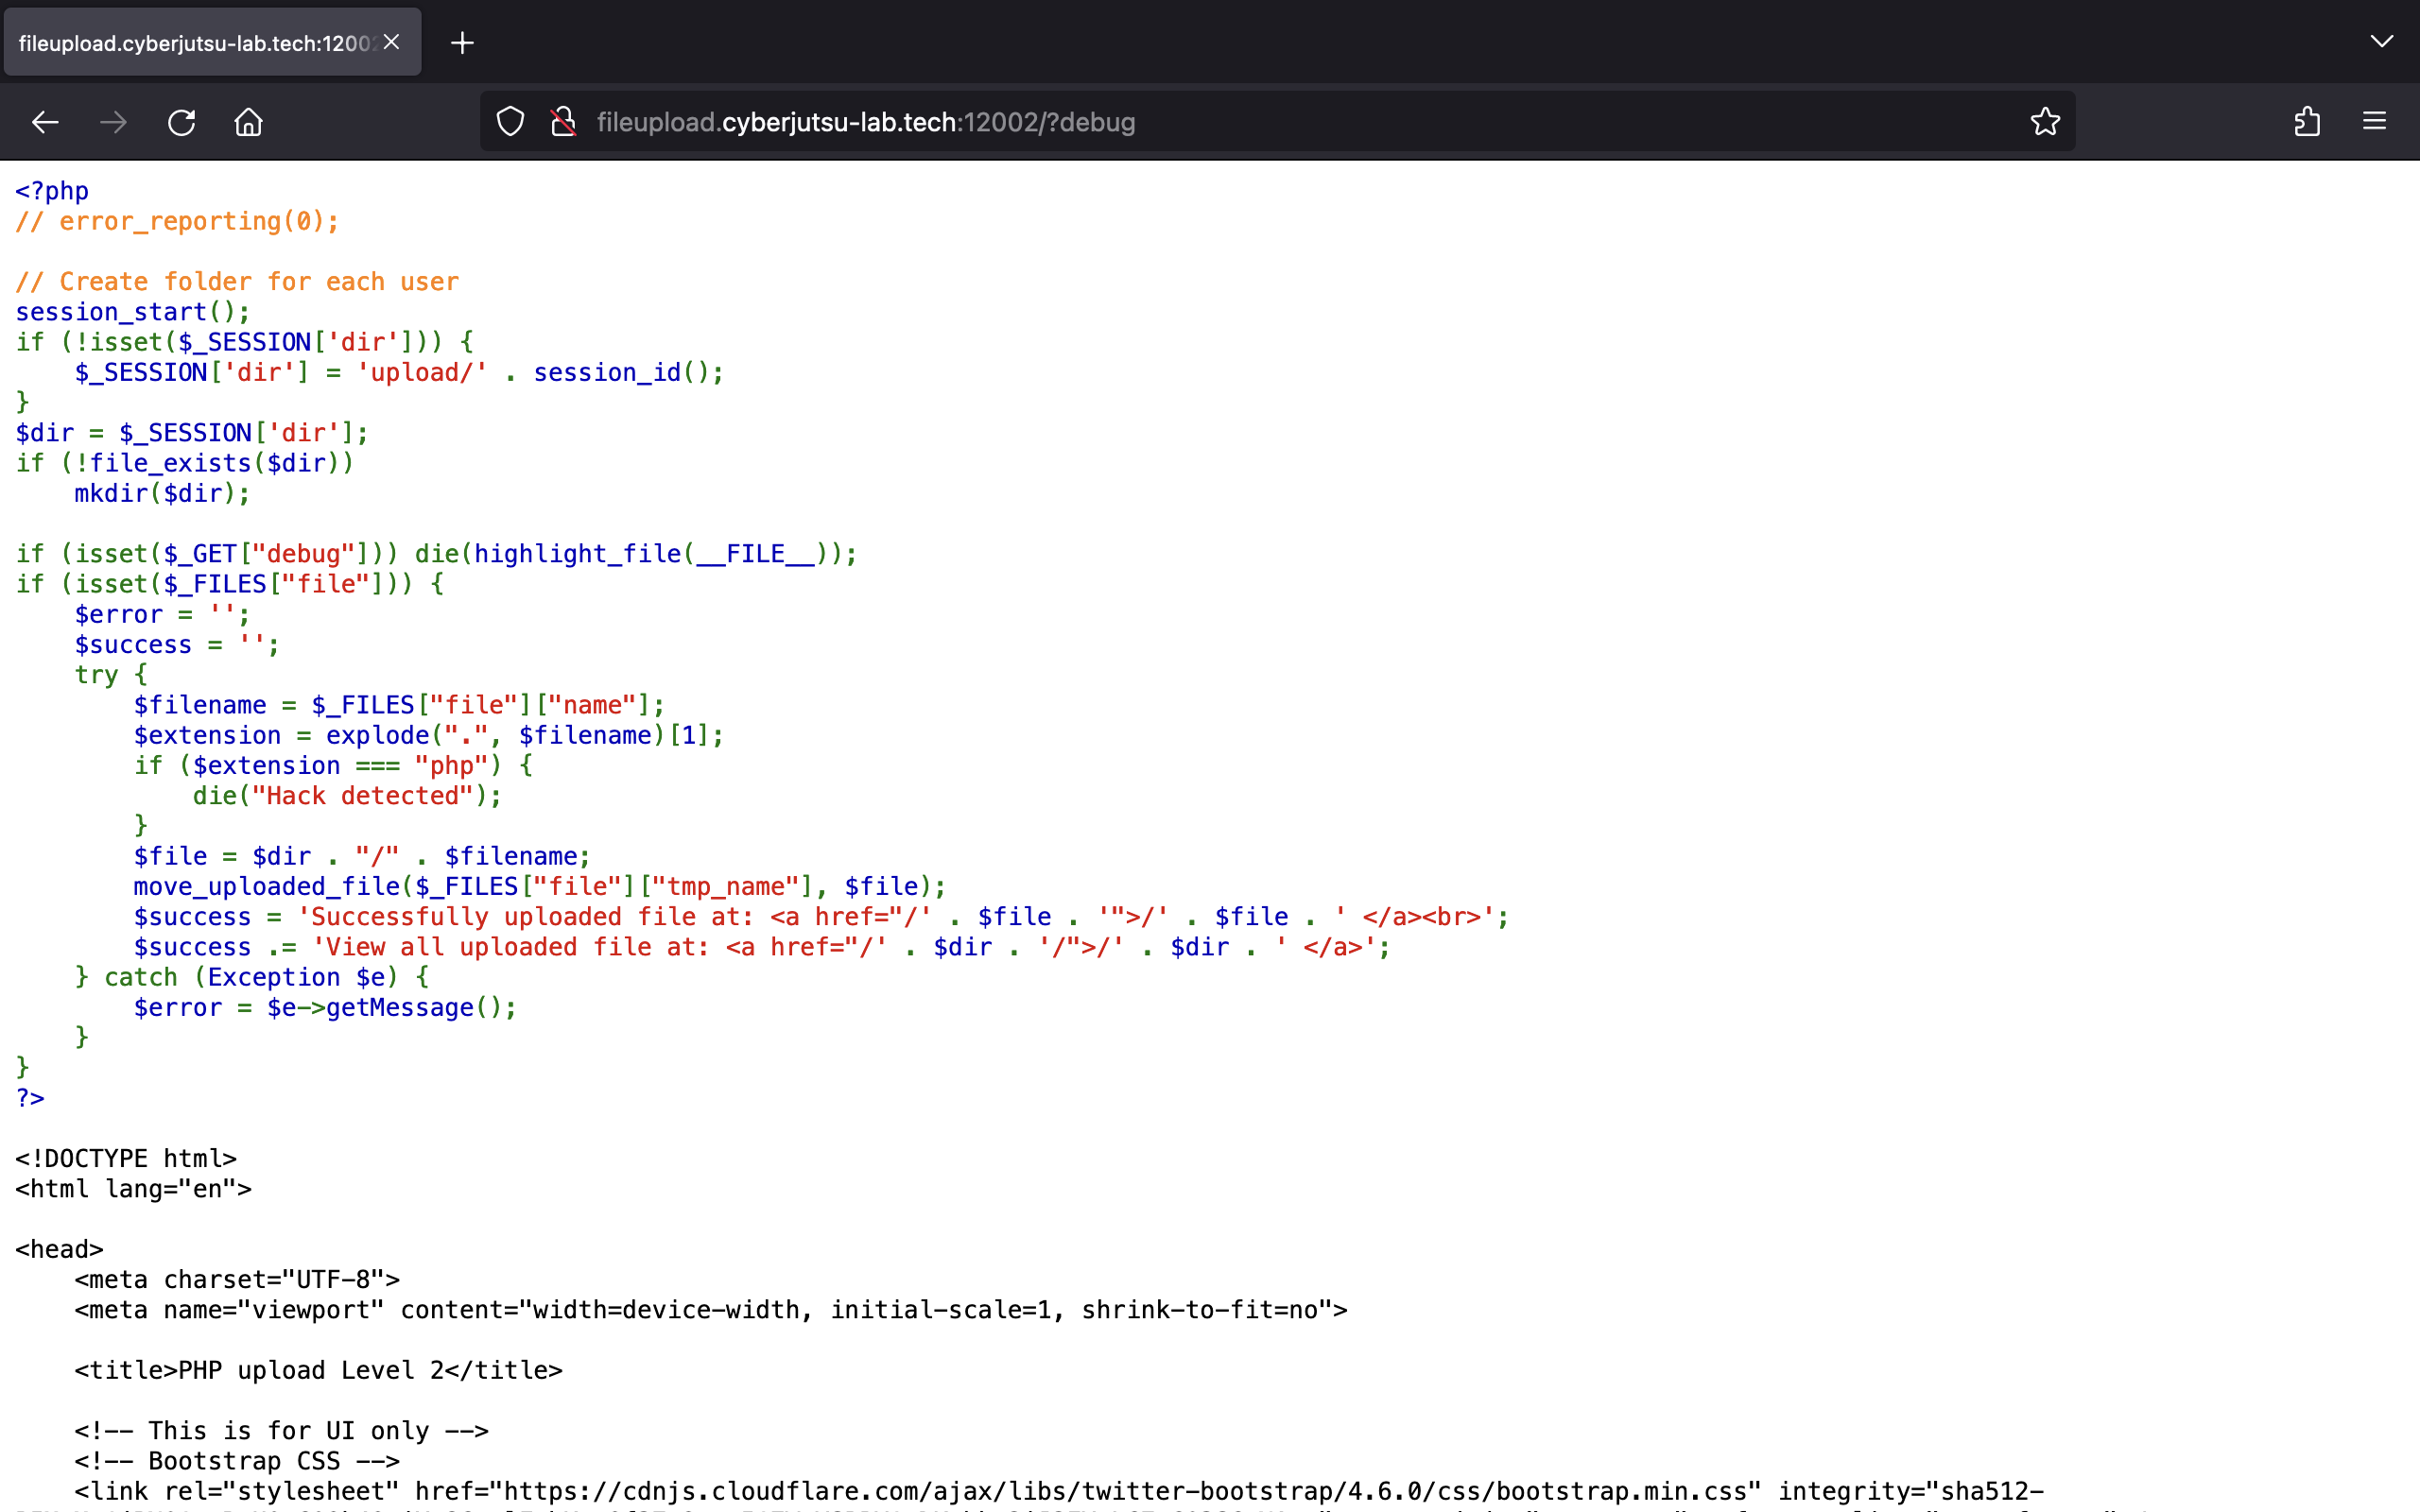 fileupload.cyberjutsu-lab.tech:12002
fileupload.cyberjutsu-lab.tech:12002/?debug
<?php
// error_reporting(0);
// Create folder for each user
session_start();
if (!isset($_SESSION['dir'])) {
    $_SESSION['dir'] = 'upload/' . session_id();
}
$dir = $_SESSION['dir'];
if (!file_exists($dir))
    mkdir($dir);
if (isset($_GET["debug"])) die(highlight_file(__FILE__));
if (isset($_FILES["file"])) {
    $error = '';
    $success = '';
    try {
        $filename = $_FILES["file"]["name"];
        $extension = explode(".", $filename)[1];
        if ($extension === "php") {
            die("Hack detected");
        }
        $file = $dir . "/" . $filename;
        move_uploaded_file($_FILES["file"]["tmp_name"], $file);
        $success = 'Successfully uploaded file at: <a href="/' . $file . '">/' . $file . ' </a><br>';
        $success .= 'View all uploaded file at: <a href="/' . $dir . '/">/' . $dir . ' </a>';
    } catch (Exception $e) {
        $error = $e->getMessage();
    }
}
?>
<!DOCTYPE html>
<html lang="en">
<head>
    <meta charset="UTF-8">
    <meta name="viewport" content="width=device-width, initial-scale=1, shrink-to-fit=no">
    <title>PHP upload Level 2</title>
    <!-- This is for UI only -->
    <!-- Bootstrap CSS -->
    <link rel="stylesheet" href="https://cdnjs.cloudflare.com/ajax/libs/twitter-bootstrap/4.6.0/css/bootstrap.min.css" integrity="sha512-